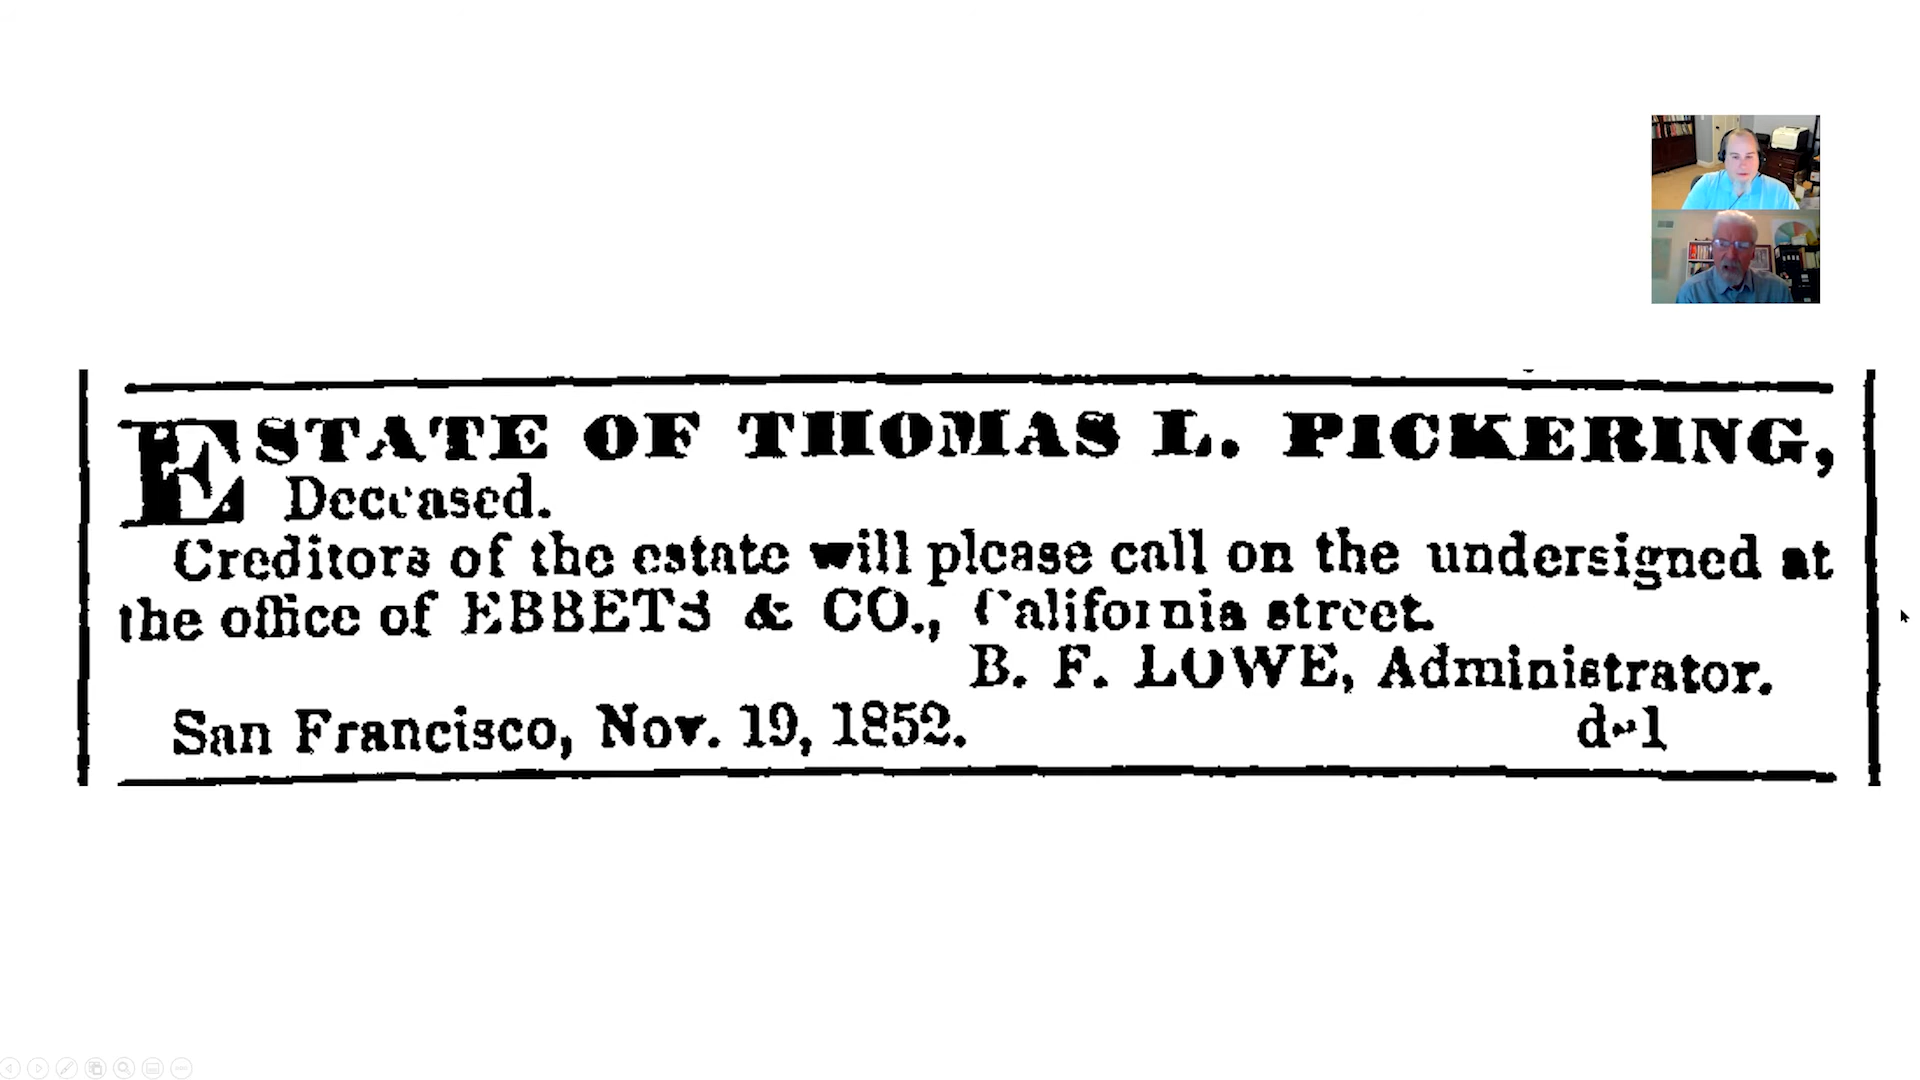 ESTATE OF THOMAS L. PICKERING,
Deceased.
Creditors of the estate will please call on the undersigned at
the office of EBBETS & CO., California street.
B. F. LOWE, Administrator.
San Francisco, Nov. 19, 1852.